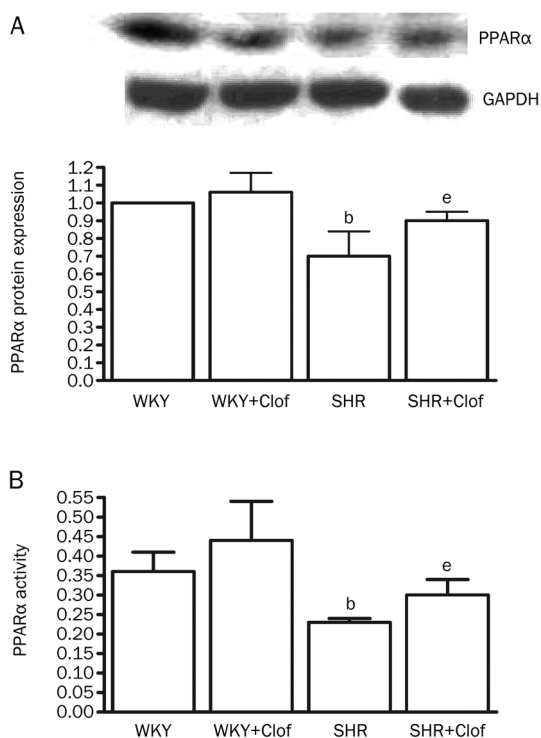 A
PPARα
GAPDH
PPARα protein expression
1.2
1.1
1.0
0.9
0.8
0.7
0.6
0.5
0.4
0.3
0.2
0.1
0.0
b
e
WKY WKY+Clof SHR SHR+Clof
B
PPARα activity
0.55
0.50
0.45
0.40
0.35
0.30
0.25
0.20
0.15
0.10
0.05
0.00
b
e
WKY WKY+Clof SHR SHR+Clof